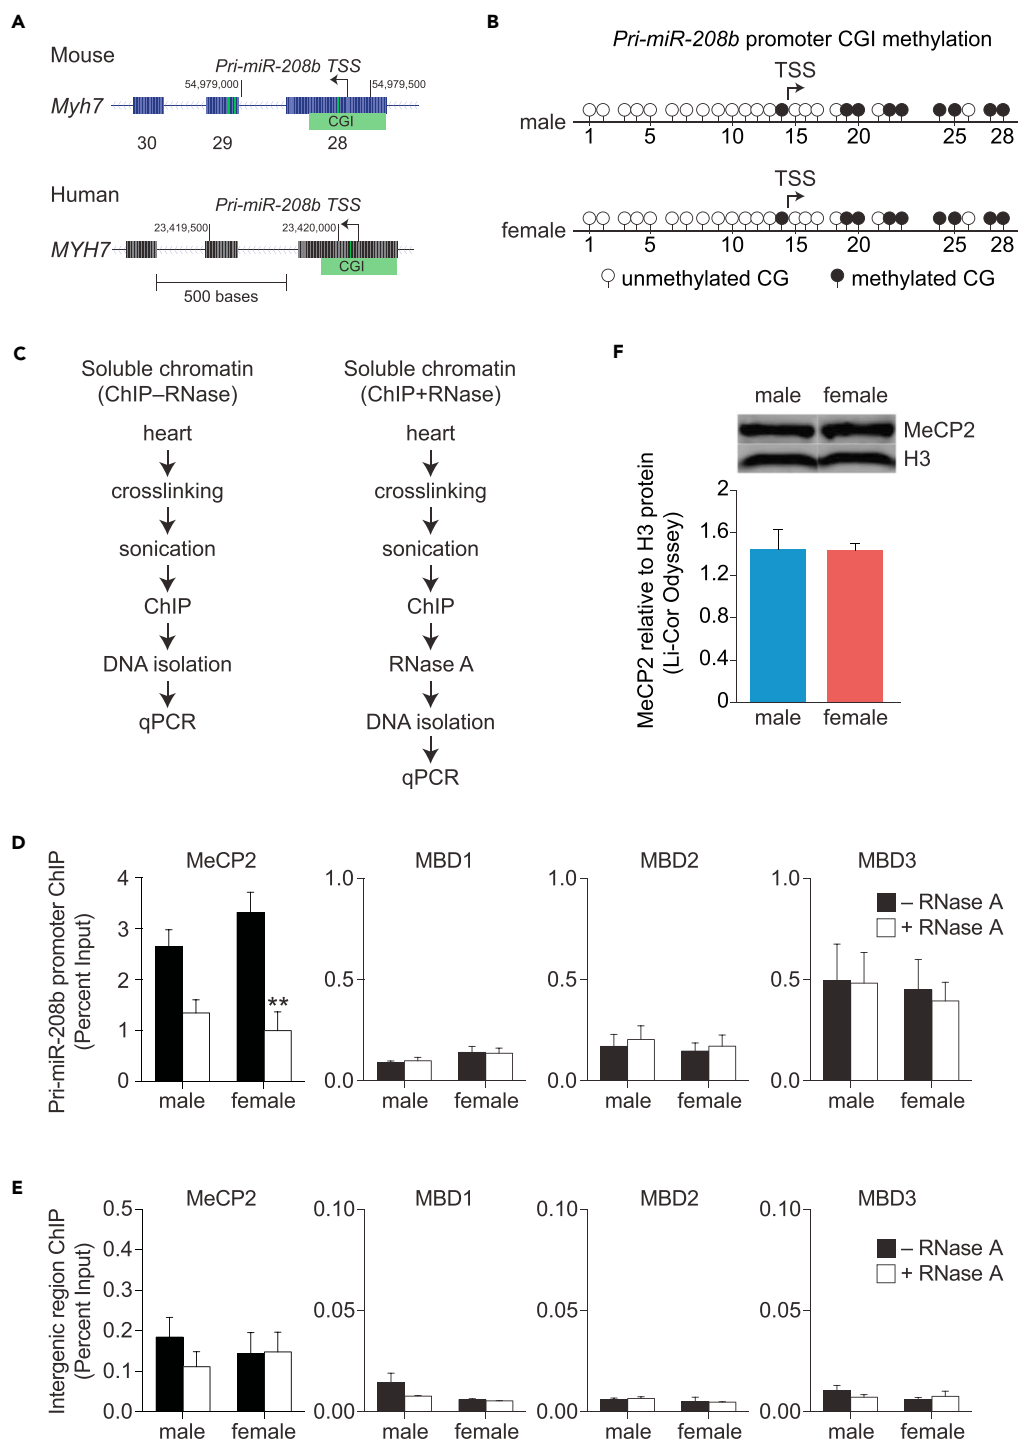 A
Mouse
Pri-miR-208b TSS
54,979,000
54,979,500
Myh7
CGI
30 29 28
Human
Pri-miR-208b TSS
23,419,500
23,420,000
MYH7
CGI
500 bases
B
Pri-miR-208b promoter CGI methylation
TSS
male
1 5 10 15 20 25 28
TSS
female
1 5 10 15 20 25 28
unmethylated CG
methylated CG
C
Soluble chromatin
(ChIP–RNase)
heart
crosslinking
sonication
ChIP
DNA isolation
qPCR
Soluble chromatin
(ChIP+RNase)
heart
crosslinking
sonication
ChIP
RNase A
DNA isolation
qPCR
F
male female
MeCP2
H3
MeCP2 relative to H3 protein
(Li-Cor Odyssey)
2
1.6
1.2
0.8
0.4
0
male female
D
Pri-miR-208b promoter ChIP
(Percent Input)
MeCP2
4
3
2
1
0
**
male female
MBD1
1.0
0.5
0.0
male female
MBD2
1.0
0.5
0.0
male female
MBD3
1.0
0.5
0.0
– RNase A
+ RNase A
male female
E
Intergenic region ChIP
(Percent Input)
MeCP2
0.5
0.4
0.3
0.2
0.1
0.0
male female
MBD1
0.10
0.05
0.00
male female
MBD2
0.10
0.05
0.00
male female
MBD3
0.10
0.05
0.00
– RNase A
+ RNase A
male female